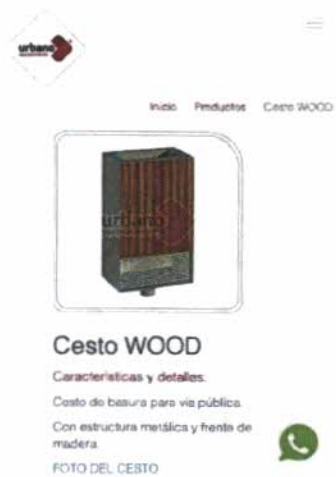 urbano
Inicio Productos Cesto WOOD
urbano
Cesto WOOD
Características y detalles:
Cesto de basura para vía pública.
Con estructura metálica y frente de
madera.
FOTO DEL CESTO